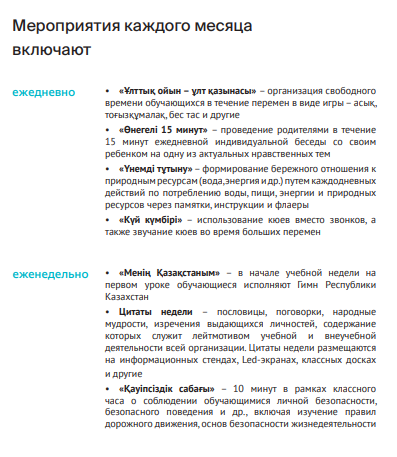 Мероприятия каждого месяца
включают
ежедневно
• «Ұлттық ойын – ұлт қазынасы» – организация свободного
времени обучающихся в течение перемен в виде игры – асық,
тоғызқұмалақ, бес тас и другие
• «Өнегелі 15 минут» – проведение родителями в течение
15 минут ежедневной индивидуальной беседы со своим
ребенком на одну из актуальных нравственных тем
• «Үнемді тұтыну» – формирование бережного отношения к
природным ресурсам (вода, энергия и др.) путем каждодневных
действий по потреблению воды, пищи, энергии и природных
ресурсов через памятки, инструкции и флаеры
• «Күй күмбірі» – использование кюев вместо звонков, а
также звучание кюев во время больших перемен
еженедельно
• «Менің Қазақстаным» – в начале учебной недели на
первом уроке обучающиеся исполняют Гимн Республики
Казахстан
• Цитаты недели – пословицы, поговорки, народные
мудрости, изречения выдающихся личностей, содержание
которых служит лейтмотивом учебной и внеучебной
деятельности всей организации. Цитаты недели размещаются
на информационных стендах, Led-экранах, классных досках
и другие
• «Қауіпсіздік сабағы» – 10 минут в рамках классного
часа о соблюдении обучающимися личной безопасности,
безопасного поведения и др., включая изучение правил
дорожного движения, основ безопасности жизнедеятельности